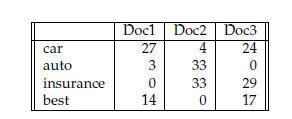 Doc1 Doc2 Doc3
car 27 4 24
auto 3 33 0
insurance 0 33 29
best 14 0 17